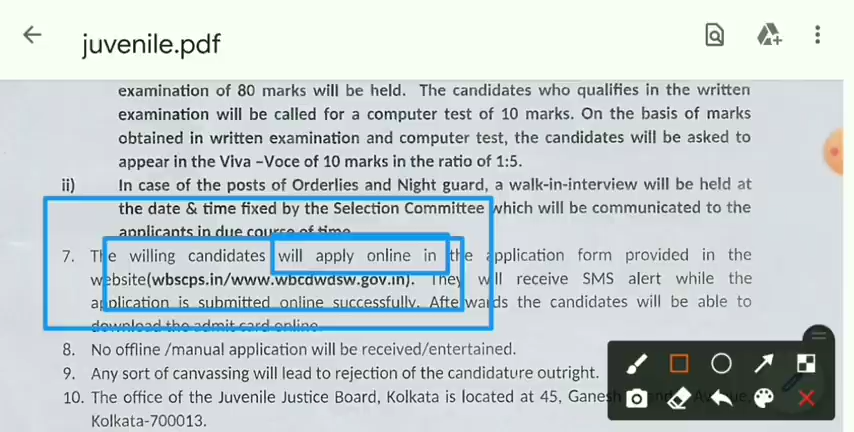 juvenile.pdf
examination of 80 marks will be held. The candidates who qualifies in the written
examination will be called for a computer test of 10 marks. On the basis of marks
obtained in written examination and computer test, the candidates will be asked to
appear in the Viva –Voce of 10 marks in the ratio of 1:5.
ii) In case of the posts of Orderlies and Night guard, a walk-in-interview will be held at
the date & time fixed by the Selection Committee which will be communicated to the
applicants in due course of time.
7. The willing candidates will apply online in the application form provided in the
website(wbscps.in/www.wbcdwdsw.gov.in). They will receive SMS alert while the
application is submitted online successfully. Afterwards the candidates will be able to
download the admit card online.
8. No offline /manual application will be received/entertained.
9. Any sort of canvassing will lead to rejection of the candidature outright.
10. The office of the Juvenile Justice Board, Kolkata is located at 45, Ganesh
Kolkata-700013.